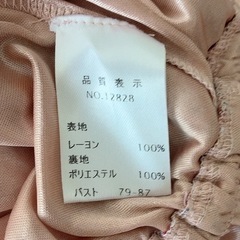 品質表示
NO.12828
表地
レーヨン 100%
裏地
ポリエステル 100%
バスト 79-87